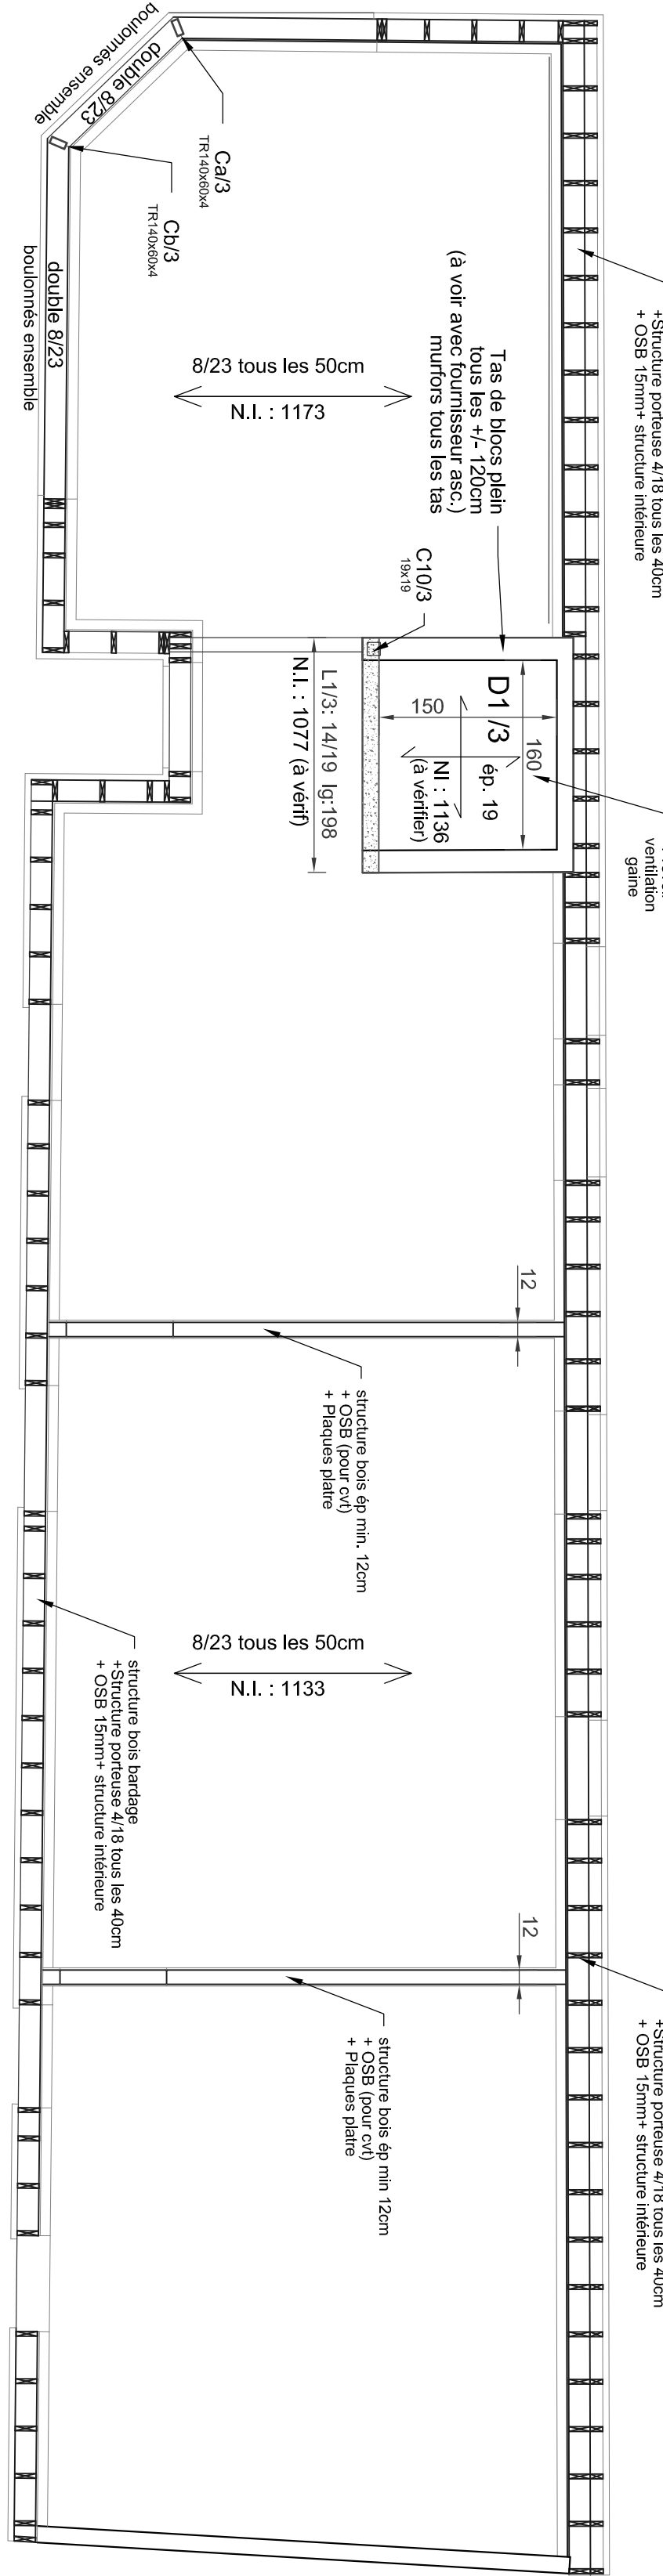 boulonnés ensemble
double 8/23
Ca/3
TR140x60x4
Cb/3
TR140x60x4
double 8/23
boulonnés ensemble
8/23 tous les 50cm
N.I. : 1173
Tas de blocs plein
tous les +/- 120cm
(à voir avec fournisseur asc.)
murfors tous les tas
+Structure porteuse 4/18 tous les 40cm
+ OSB 15mm+ structure intérieure
C10/3
19x19
D1 /3
ép. 19
150
160
NI : 1136
(à vérifier)
L1/3: 14/19 lg:198
N.I. : 1077 (à vérif)
ventilation
gaine
12
structure bois ép min. 12cm
+ OSB (pour cvt)
+ Plaques platre
8/23 tous les 50cm
N.I. : 1133
structure bois bardage
+Structure porteuse 4/18 tous les 40cm
+ OSB 15mm+ structure intérieure
12
structure bois ép min 12cm
+ OSB (pour cvt)
+ Plaques platre
+Structure porteuse 4/18 tous les 40cm
+ OSB 15mm+ structure intérieure